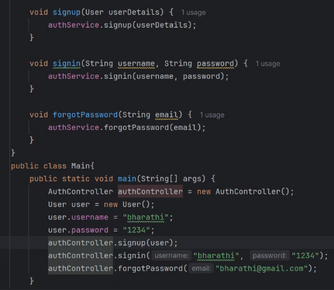 void signup(User userDetails) { 1 usage
authService.signup(userDetails);
}
void signin(String username, String password) { 1 usage
authService.signin(username, password);
}
void forgotPassword(String email) { 1 usage
authService.forgotPassword(email);
}
}
public class Main{
public static void main(String[] args) {
AuthController authController = new AuthController();
User user = new User();
user.username = "bharathi";
user.password = "1234";
authController.signup(user);
authController.signin( username: "bharathi", password: "1234");
authController.forgotPassword( email: "bharathi@gmail.com");
}